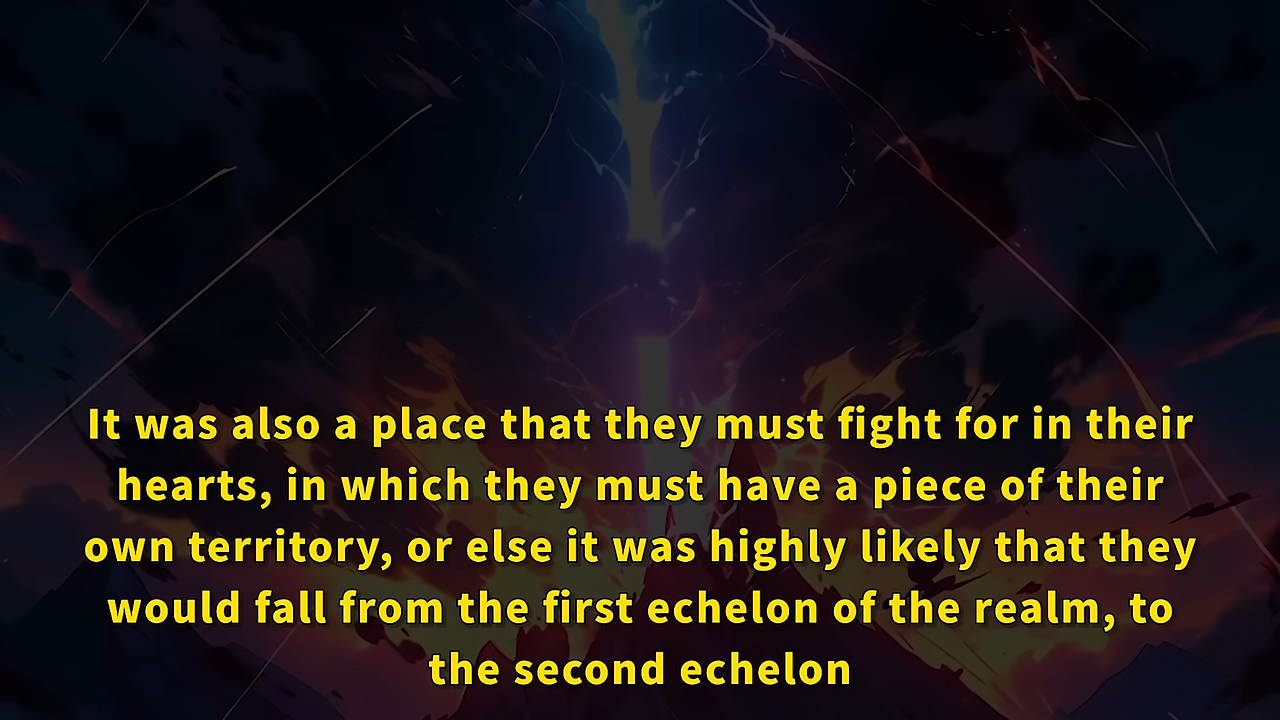 It was also a place that they must fight for in their
hearts, in which they must have a piece of their
own territory, or else it was highly likely that they
would fall from the first echelon of the realm, to
the second echelon